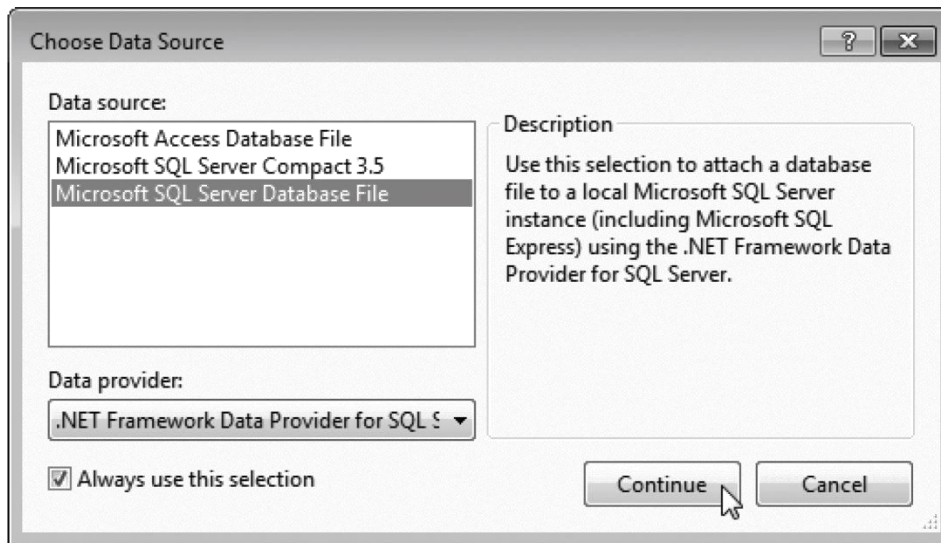 Choose Data Source
?
Data source:
Microsoft Access Database File
Microsoft SQL Server Compact 3.5
Microsoft SQL Server Database File
Description
Use this selection to attach a database
file to a local Microsoft SQL Server
instance (including Microsoft SQL
Express) using the .NET Framework Data
Provider for SQL Server.
Data provider:
.NET Framework Data Provider for SQL S
Always use this selection
Continue
Cancel